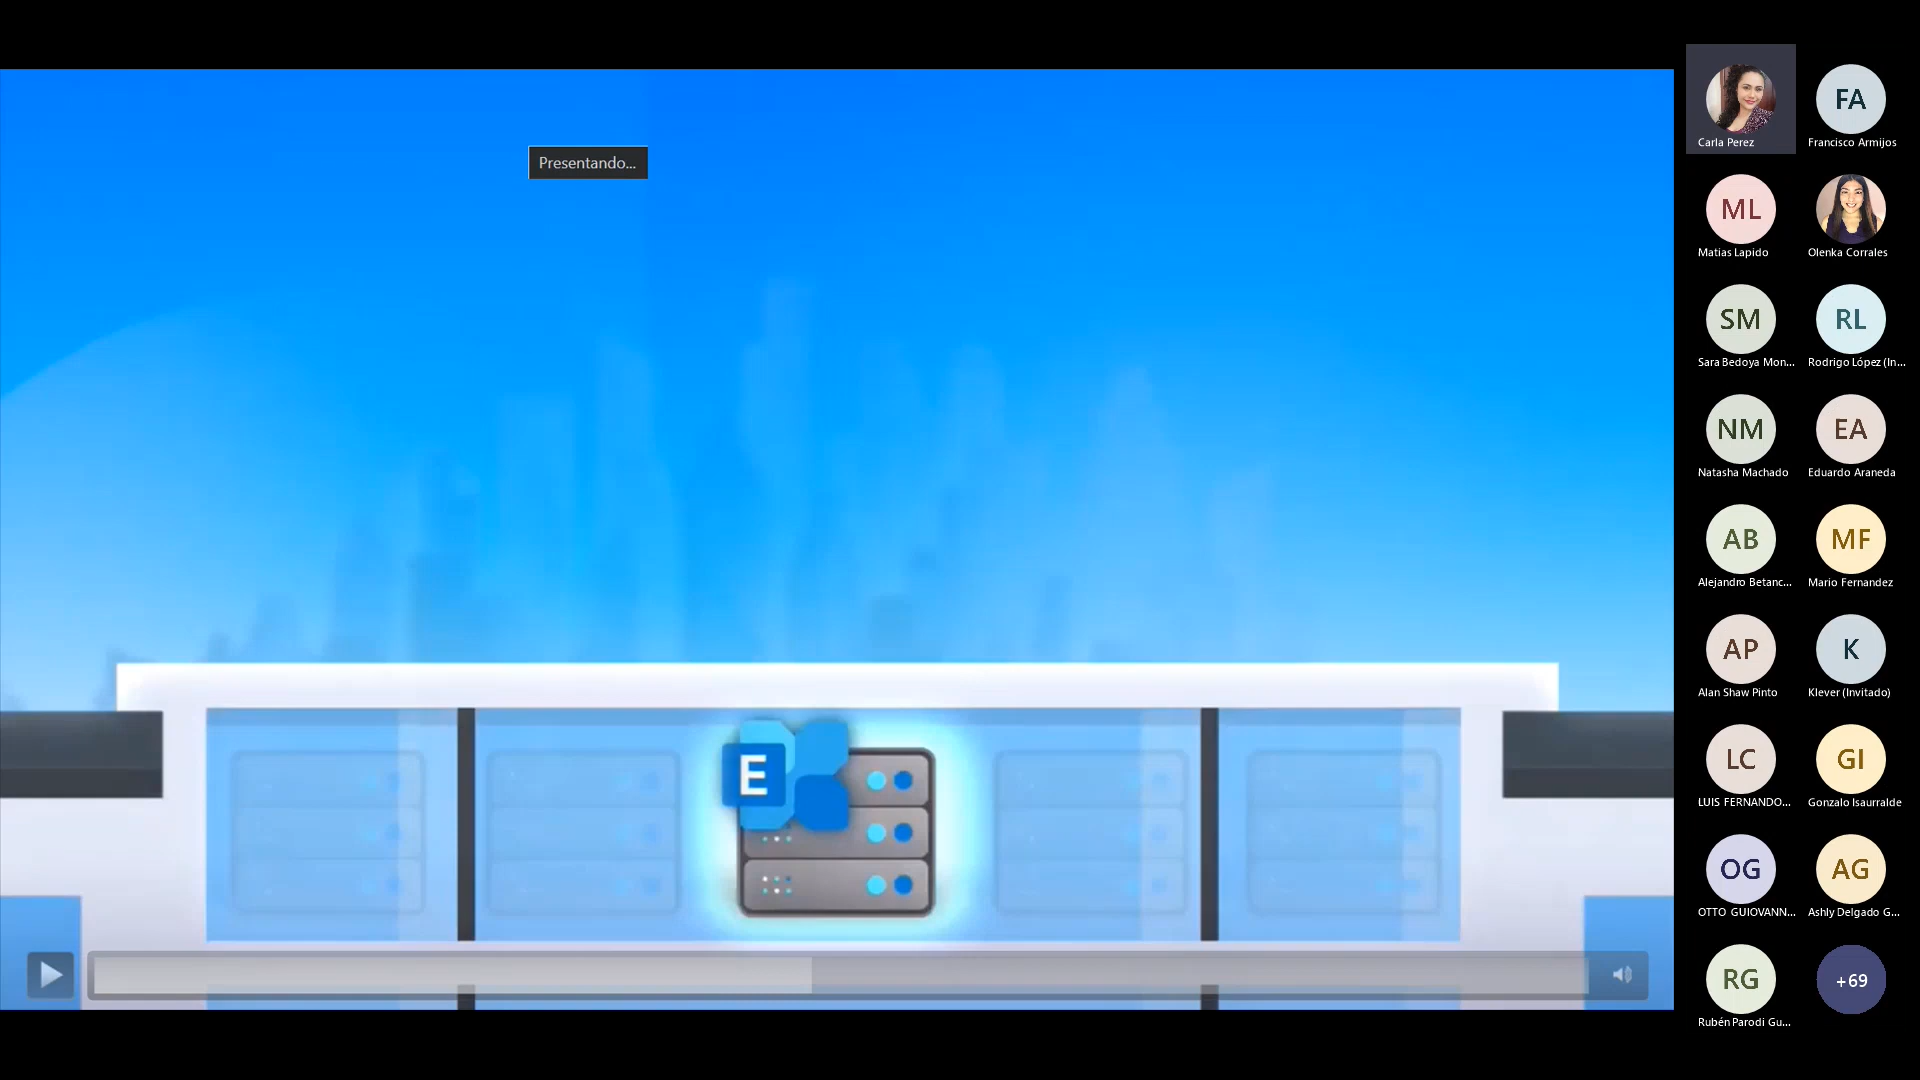 Presentando...
E
Carla Perez
FA
Francisco Armijos
ML
Matias Lapido
Olenka Corrales
SM
Sara Bedoya Mon...
RL
Rodrigo López (In...
NM
Natasha Machado
EA
Eduardo Araneda
AB
Alejandro Betanc...
MF
Mario Fernandez
AP
Alan Shaw Pinto
K
Klever (Invitado)
LC
LUIS FERNANDO...
GI
Gonzalo Isaurralde
OG
OTTO GUIOVANN...
AG
Ashly Delgado G...
RG
Rubén Parodi Gu...
+69